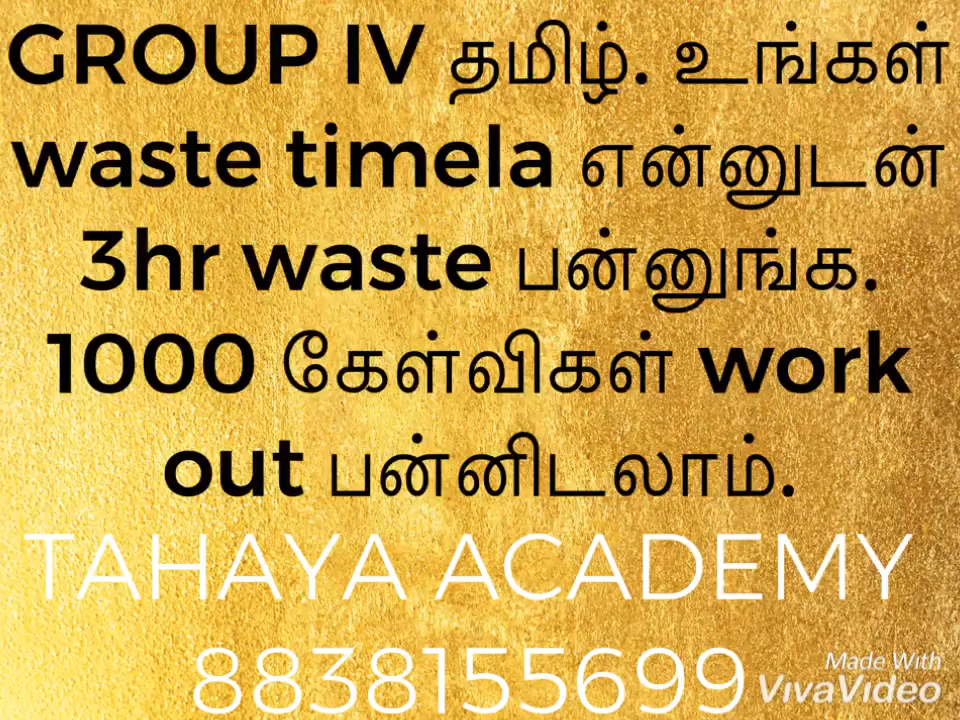 GROUP IV தமிழ். உங்கள்
waste timela என்னுடன்
3hr waste பன்னுங்க.
1000 கேள்விகள் work
out பன்னிடலாம்.
TAHAYA ACADEMY
8838155699
Made With
VivaVideo